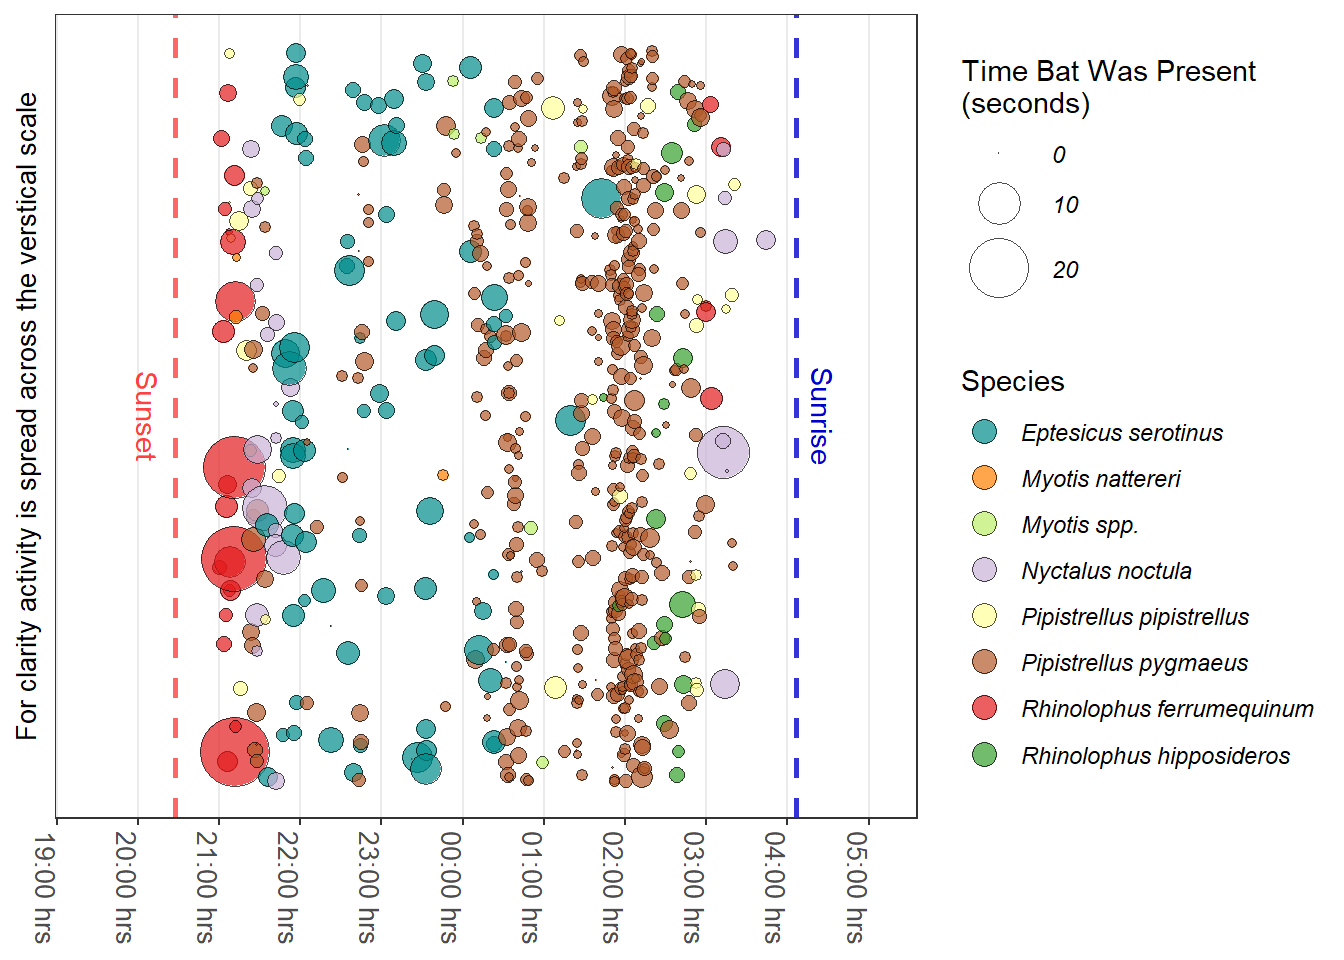 For clarity activity is spread across the verstical scale
Sunset
Sunrise
19:00 hrs
20:00 hrs
21:00 hrs
22:00 hrs
23:00 hrs
00:00 hrs
01:00 hrs
02:00 hrs
03:00 hrs
04:00 hrs
05:00 hrs
Time Bat Was Present
(seconds)
0
10
20
Species
Eptesicus serotinus
Myotis nattereri
Myotis spp.
Nyctalus noctula
Pipistrellus pipistrellus
Pipistrellus pygmaeus
Rhinolophus ferrumequinum
Rhinolophus hipposideros